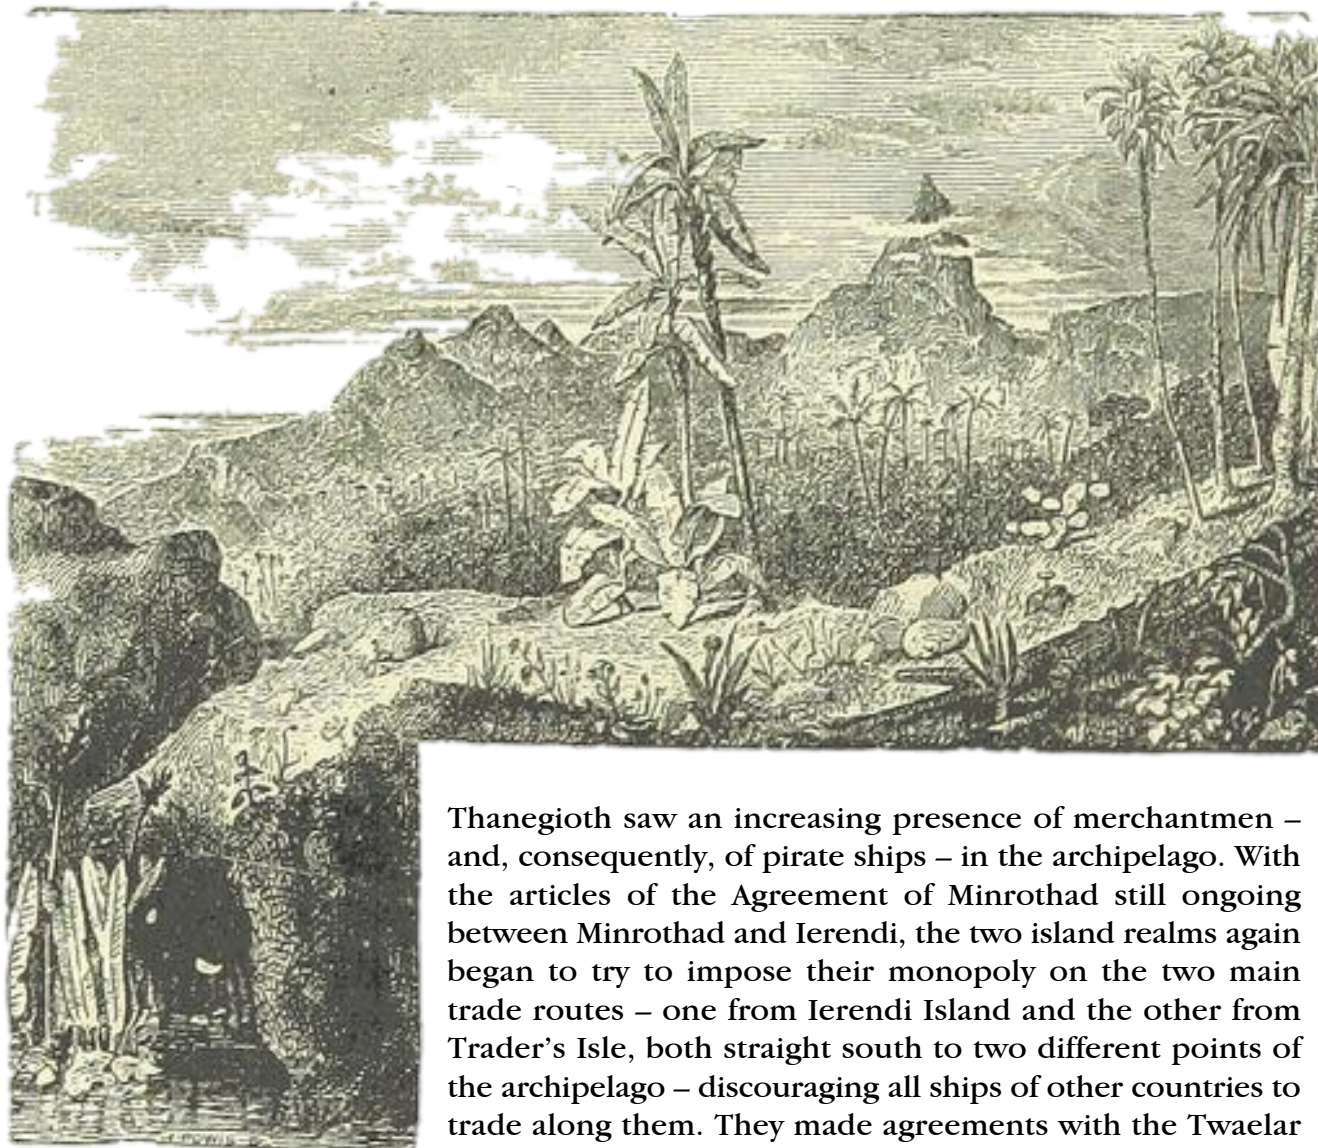 Thanegioth saw an increasing presence of merchantmen –
and, consequently, of pirate ships – in the archipelago. With
the articles of the Agreement of Minrothad still ongoing
between Minrothad and Ierendi, the two island realms again
began to try to impose their monopoly on the two main
trade routes – one from Ierendi Island and the other from
Trader’s Isle, both straight south to two different points of
the archipelago – discouraging all ships of other countries to
trade along them. They made agreements with the Twaelar